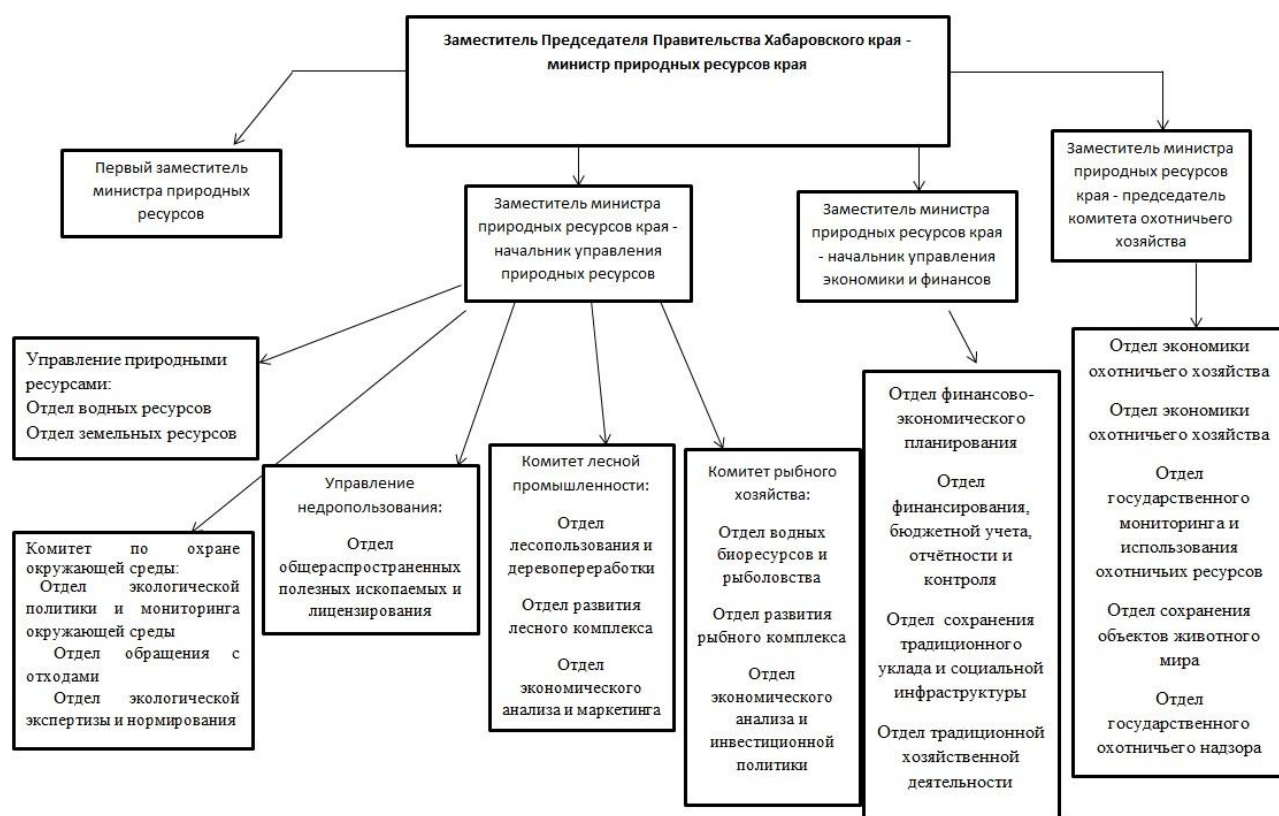 Заместитель Председателя Правительства Хабаровского края -
министр природных ресурсов края
Первый заместитель
министра природных
ресурсов
Заместитель министра
природных ресурсов края -
начальник управления
природных ресурсов
Заместитель министра
природных ресурсов края
- начальник управления
экономики и финансов
Заместитель министра
природных ресурсов
края - председатель
комитета охотничьего
хозяйства
Управление природными
ресурсами:
Отдел водных ресурсов
Отдел земельных ресурсов
Комитет по охране
окружающей среды:
Отдел экологической
политики и мониторинга
окружающей среды
Отдел обращения с
отходами
Отдел экологической
экспертизы и нормирования
Управление
недропользования:
Отдел
общераспространенных
полезных ископаемых и
лицензирования
Комитет лесной
промышленности:
Отдел
лесопользования и
деревопереработки
Отдел развития
лесного комплекса
Отдел
экономического
анализа и маркетинга
Комитет рыбного
хозяйства:
Отдел водных
биоресурсов и
рыболовства
Отдел развития
рыбного комплекса
Отдел
экономического
анализа и
инвестиционной
политики
Отдел финансово-
экономического
планирования
Отдел
финансирования,
бюджетной учета,
отчётности и
контроля
Отдел сохранения
традиционного
уклада и социальной
инфраструктуры
Отдел традиционной
хозяйственной
деятельности
Отдел экономики
охотничьего хозяйства
Отдел экономики
охотничьего хозяйства
Отдел
государственного
мониторинга и
использования
охотничьих ресурсов
Отдел сохранения
объектов животного
мира
Отдел
государственного
охотничьего надзора